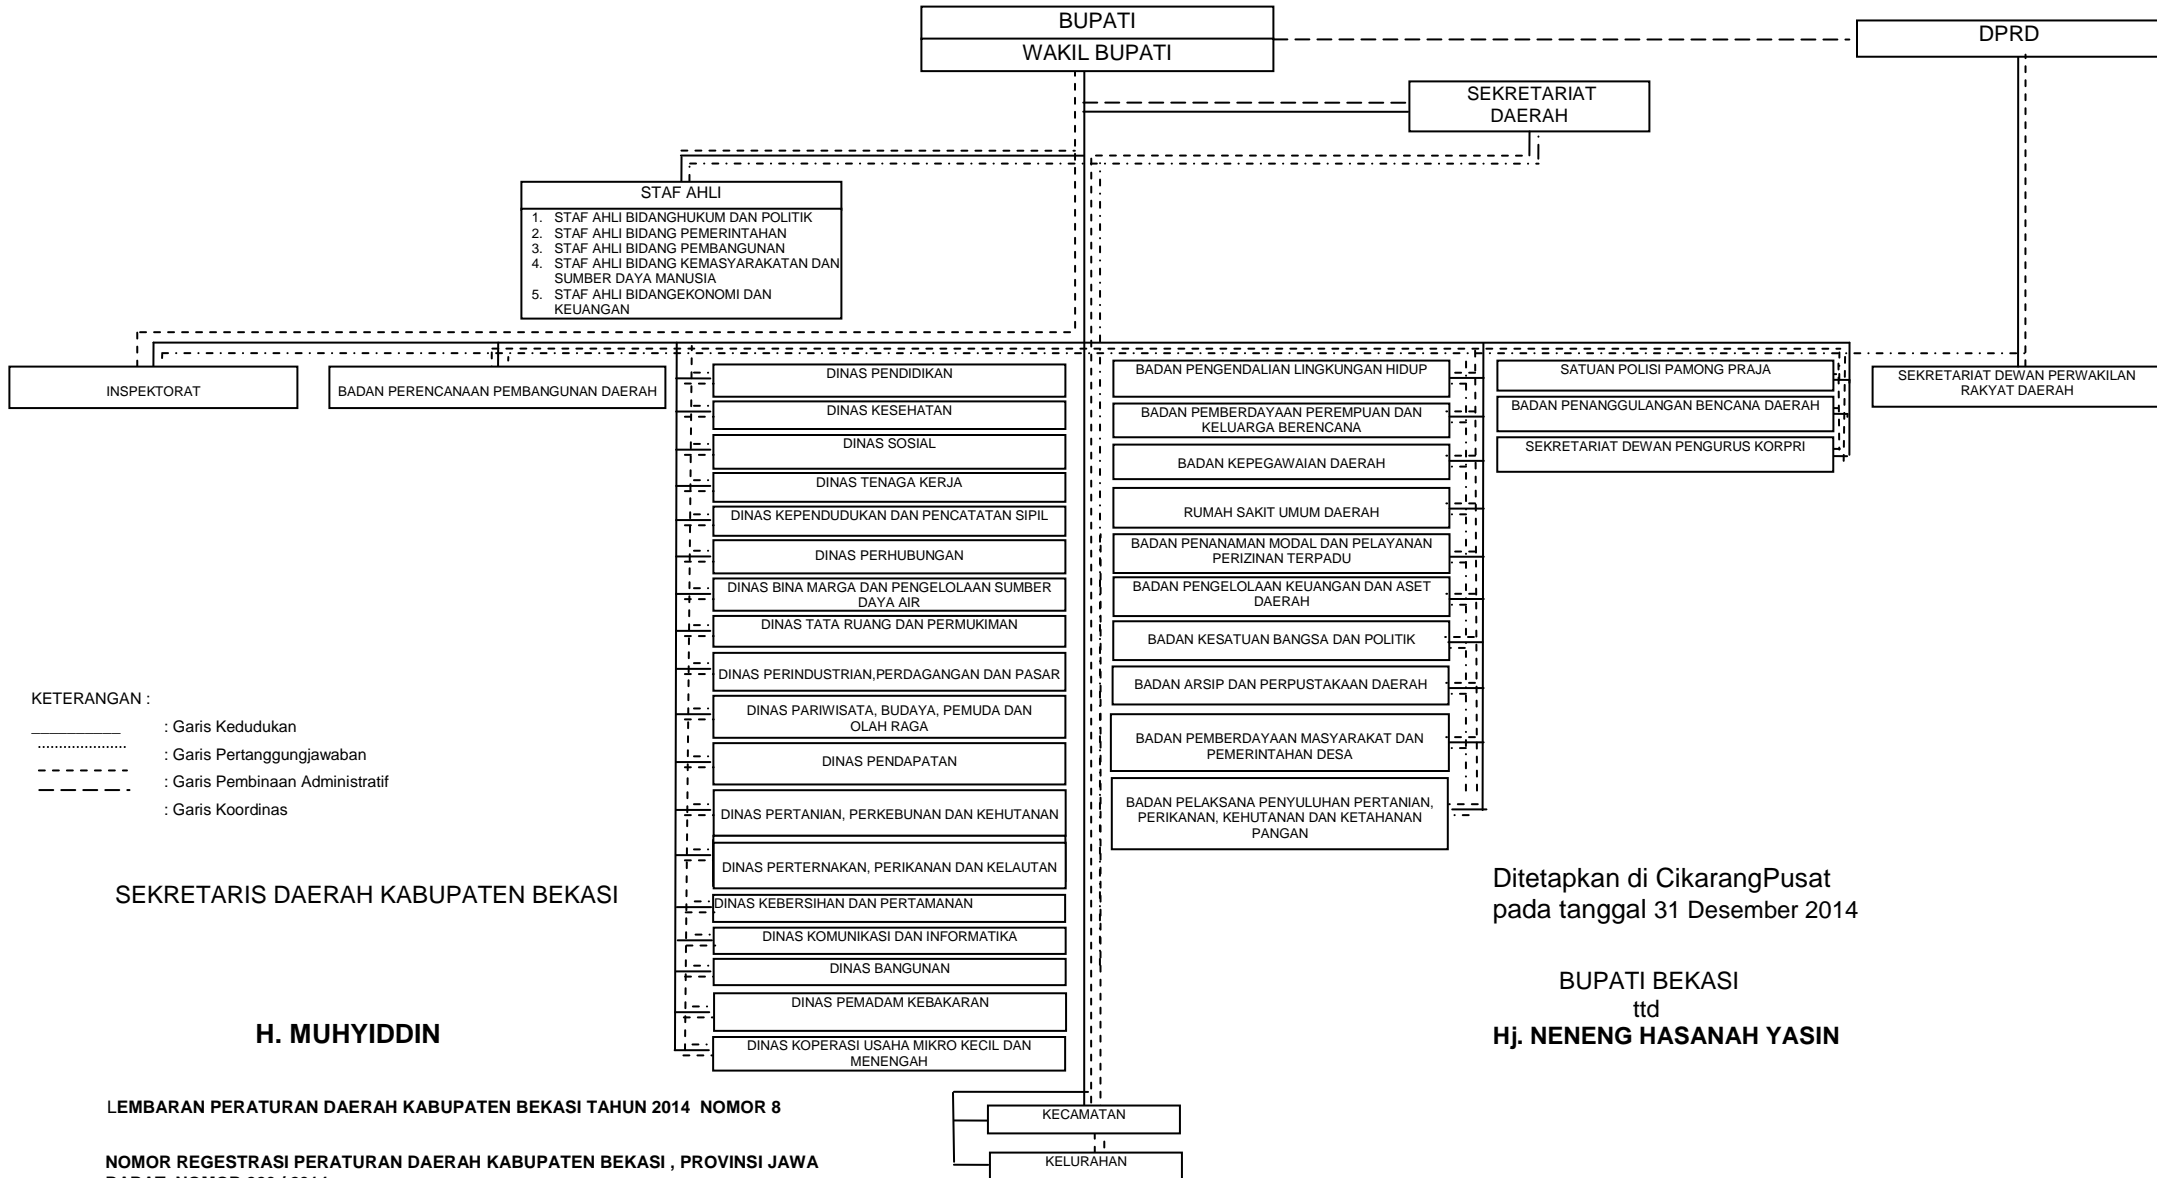 BUPATI
WAKIL BUPATI
DPRD
SEKRETARIAT
DAERAH
STAF AHLI
1. STAF AHLI BIDANGHUKUM DAN POLITIK
2. STAF AHLI BIDANG PEMERINTAHAN
3. STAF AHLI BIDANG PEMBANGUNAN
4. STAF AHLI BIDANG KEMASYARAKATAN DAN
SUMBER DAYA MANUSIA
5. STAF AHLI BIDANGEKONOMI DAN
KEUANGAN
INSPEKTORAT
BADAN PERENCANAAN PEMBANGUNAN DAERAH
DINAS PENDIDIKAN
DINAS KESEHATAN
DINAS SOSIAL
DINAS TENAGA KERJA
DINAS KEPENDUDUKAN DAN PENCATATAN SIPIL
DINAS PERHUBUNGAN
DINAS BINA MARGA DAN PENGELOLAAN SUMBER
DAYA AIR
DINAS TATA RUANG DAN PERMUKIMAN
DINAS PERINDUSTRIAN,PERDAGANGAN DAN PASAR
DINAS PARIWISATA, BUDAYA, PEMUDA DAN
OLAH RAGA
DINAS PENDAPATAN
DINAS PERTANIAN, PERKEBUNAN DAN KEHUTANAN
DINAS PERTERNAKAN, PERIKANAN DAN KELAUTAN
DINAS KEBERSIHAN DAN PERTAMANAN
DINAS KOMUNIKASI DAN INFORMATIKA
DINAS BANGUNAN
DINAS PEMADAM KEBAKARAN
DINAS KOPERASI USAHA MIKRO KECIL DAN
MENENGAH
BADAN PENGENDALIAN LINGKUNGAN HIDUP
BADAN PEMBERDAYAAN PEREMPUAN DAN
KELUARGA BERENCANA
BADAN KEPEGAWAIAN DAERAH
RUMAH SAKIT UMUM DAERAH
BADAN PENANAMAN MODAL DAN PELAYANAN
PERIZINAN TERPADU
BADAN PENGELOLAAN KEUANGAN DAN ASET
DAERAH
BADAN KESATUAN BANGSA DAN POLITIK
BADAN ARSIP DAN PERPUSTAKAAN DAERAH
BADAN PEMBERDAYAAN MASYARAKAT DAN
PEMERINTAHAN DESA
BADAN PELAKSANA PENYULUHAN PERTANIAN,
PERIKANAN, KEHUTANAN DAN KETAHANAN
PANGAN
SATUAN POLISI PAMONG PRAJA
BADAN PENANGGULANGAN BENCANA DAERAH
SEKRETARIAT DEWAN PENGURUS KORPRI
SEKRETARIAT DEWAN PERWAKILAN
RAKYAT DAERAH
KETERANGAN :
: Garis Kedudukan
: Garis Pertanggungjawaban
: Garis Pembinaan Administratif
: Garis Koordinas
SEKRETARIS DAERAH KABUPATEN BEKASI
H. MUHYIDDIN
Ditetapkan di CikarangPusat
pada tanggal 31 Desember 2014
BUPATI BEKASI
ttd
Hj. NENENG HASANAH YASIN
KECAMATAN
KELURAHAN
LEMBARAN PERATURAN DAERAH KABUPATEN BEKASI TAHUN 2014 NOMOR 8
NOMOR REGESTRASI PERATURAN DAERAH KABUPATEN BEKASI , PROVINSI JAWA